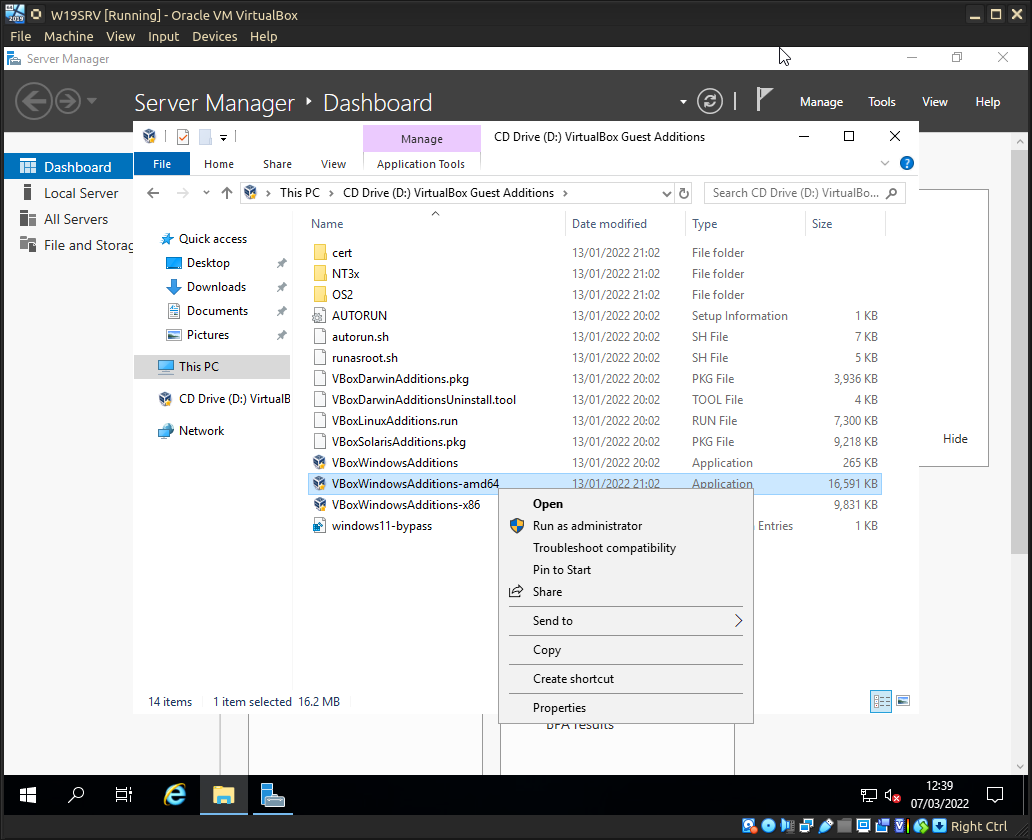 W19SRV [Running] - Oracle VM VirtualBox
File Machine View Input Devices Help
Server Manager
Server Manager Dashboard
Manage Tools View Help
Manage CD Drive (D:) VirtualBox Guest Additions
File Home Share View Application Tools
This PC CD Drive (D:) VirtualBox Guest Additions Search CD Drive (D:) VirtualBo...
Dashboard
Local Server
All Servers
File and Storag
Quick access
Desktop
Downloads
Documents
Pictures
This PC
CD Drive (D:) VirtualB
Network
Name Date modified Type Size
cert 13/01/2022 21:02 File folder
NT3x 13/01/2022 21:02 File folder
OS2 13/01/2022 21:02 File folder
AUTORUN 13/01/2022 20:02 Setup Information 1 KB
autorun.sh 13/01/2022 20:02 SH File 7 KB
runasroot.sh 13/01/2022 20:02 SH File 5 KB
VBoxDarwinAdditions.pkg 13/01/2022 20:02 PKG File 3,936 KB
VBoxDarwinAdditionsUninstall.tool 13/01/2022 20:02 TOOL File 4 KB
VBoxLinuxAdditions.run 13/01/2022 20:02 RUN File 7,300 KB
VBoxSolarisAdditions.pkg 13/01/2022 20:02 PKG File 9,218 KB
VBoxWindowsAdditions 13/01/2022 20:02 Application 265 KB
VBoxWindowsAdditions-amd64 13/01/2022 21:02 Application 16,591 KB
VBoxWindowsAdditions-x86 9,831 KB
windows11-bypass Entries 1 KB
Hide
Open
Run as administrator
Troubleshoot compatibility
Pin to Start
Share
Send to
Copy
Create shortcut
Properties
14 items 1 item selected 16.2 MB
BPA results
12:39
07/03/2022
Right Ctrl